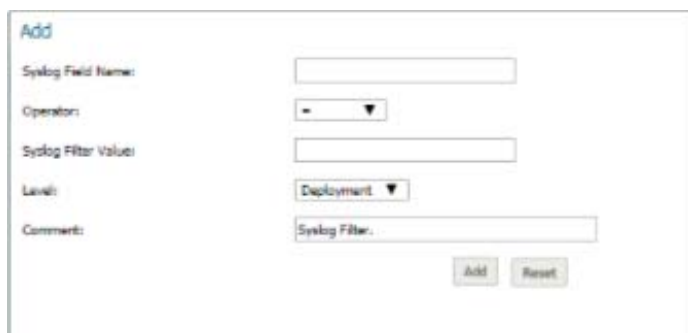 Add
Syslog Field Name:
Operator:
=
Syslog Filter Value:
Level:
Deployment
Comment:
Syslog Filter.
Add
Reset